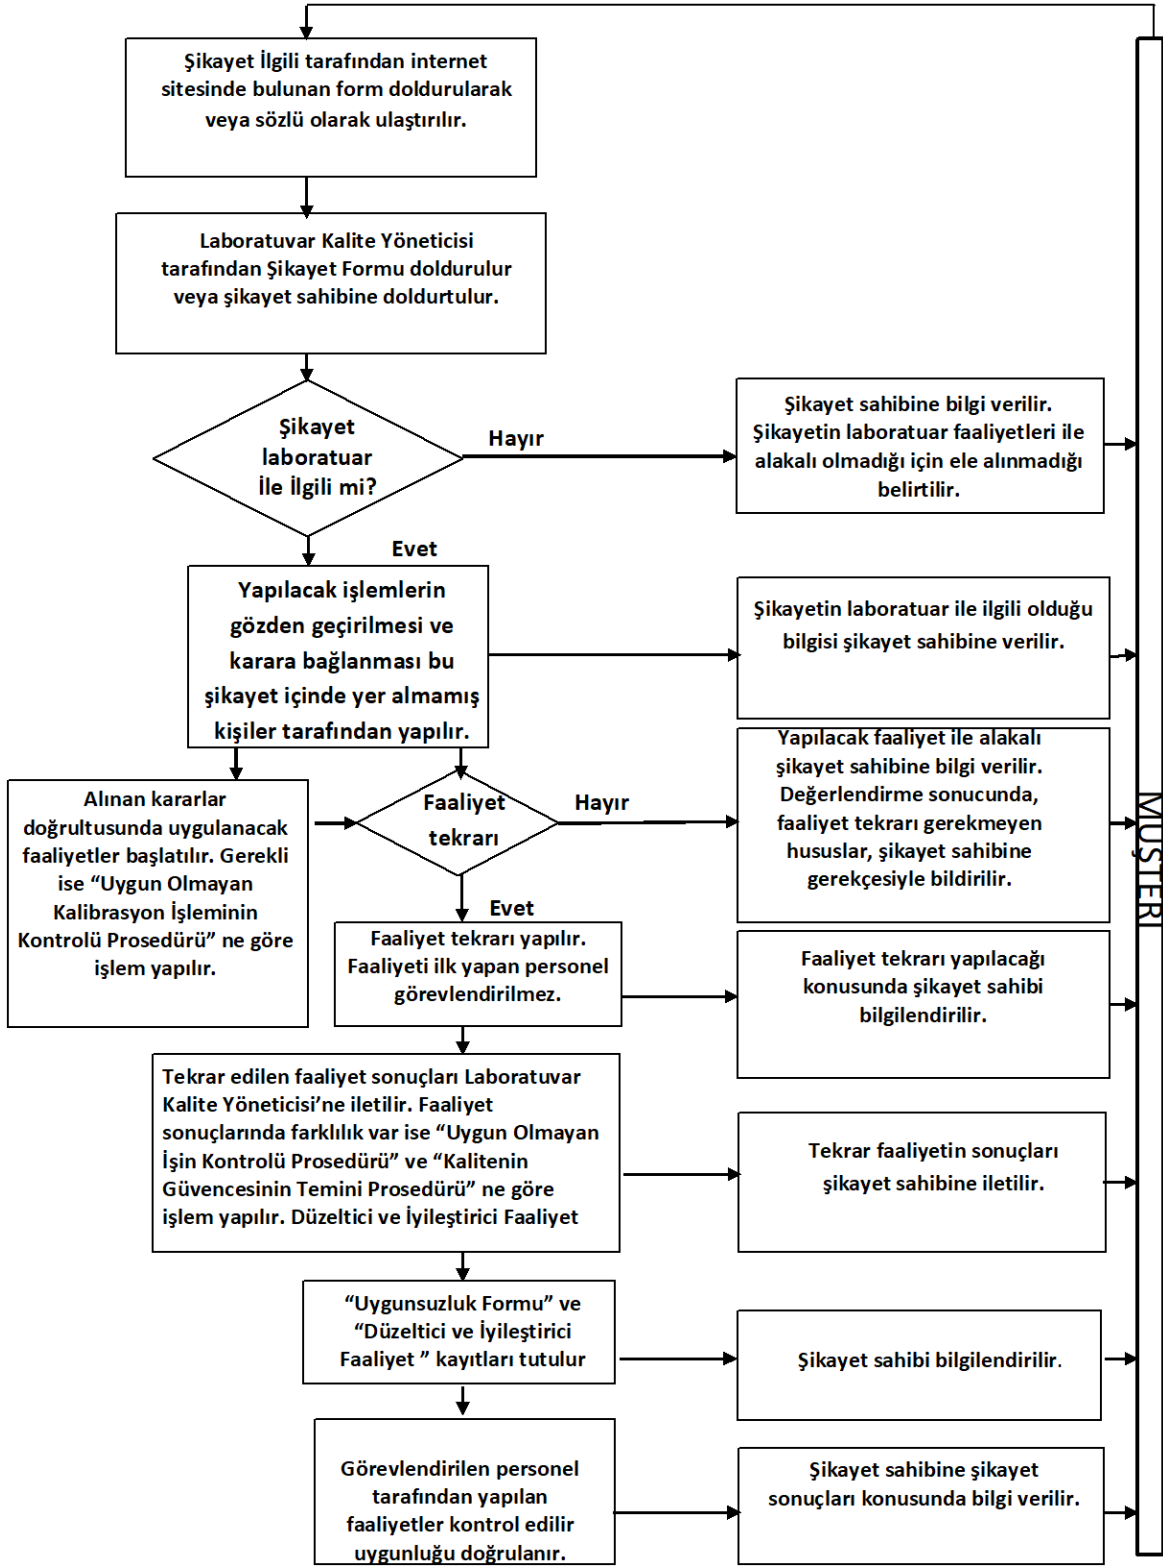 Şikayet İlgili tarafından internet
sitesinde bulunan form doldurularak
veya sözlü olarak ulaştırılır.
Laboratuvar Kalite Yöneticisi
tarafından Şikayet Formu doldurulur
veya şikayet sahibine doldurtulur.
Şikayet
laboratuar
İle İlgili mi?
Hayır
Şikayet sahibine bilgi verilir.
Şikayetin laboratuar faaliyetleri ile
alakalı olmadığı için ele alınmadığı
belirtilir.
Evet
Yapılacak işlemlerin
gözden geçirilmesi ve
karara bağlanması bu
şikayet içinde yer almamış
kişiler tarafından yapılır.
Şikayetin laboratuar ile ilgili olduğu
bilgisi şikayet sahibine verilir.
Alınan kararlar
doğrultusunda uygulanacak
faaliyetler başlatılır. Gerekli
ise “Uygun Olmayan
Kalibrasyon İşleminin
Kontrolü Prosedürü” ne göre
işlem yapılır.
Faaliyet
tekrarı
Hayır
Yapılacak faaliyet ile alakalı
şikayet sahibine bilgi verilir.
Değerlendirme sonucunda,
faaliyet tekrarı gerekmeyen
hususlar, şikayet sahibine
gerekçesiyle bildirilir.
MÜŞTERİ
Evet
Faaliyet tekrarı yapılır.
Faaliyeti ilk yapan personel
görevlendirilmez.
Faaliyet tekrarı yapılacağı
konusunda şikayet sahibi
bilgilendirilir.
Tekrar edilen faaliyet sonuçları Laboratuvar
Kalite Yöneticisi’ne iletilir. Faaliyet
sonuçlarında farklılık var ise “Uygun Olmayan
İşin Kontrolü Prosedürü” ve “Kalitenin
Güvencesinin Temini Prosedürü” ne göre
işlem yapılır. Düzeltici ve İyileştirici Faaliyet
Tekrar faaliyetin sonuçları
şikayet sahibine iletilir.
“Uygunsuzluk Formu” ve
“Düzeltici ve İyileştirici
Faaliyet ” kayıtları tutulur
Şikayet sahibi bilgilendirilir.
Görevlendirilen personel
tarafından yapılan
faaliyetler kontrol edilir
uygunluğu doğrulanır.
Şikayet sahibine şikayet
sonuçları konusunda bilgi verilir.